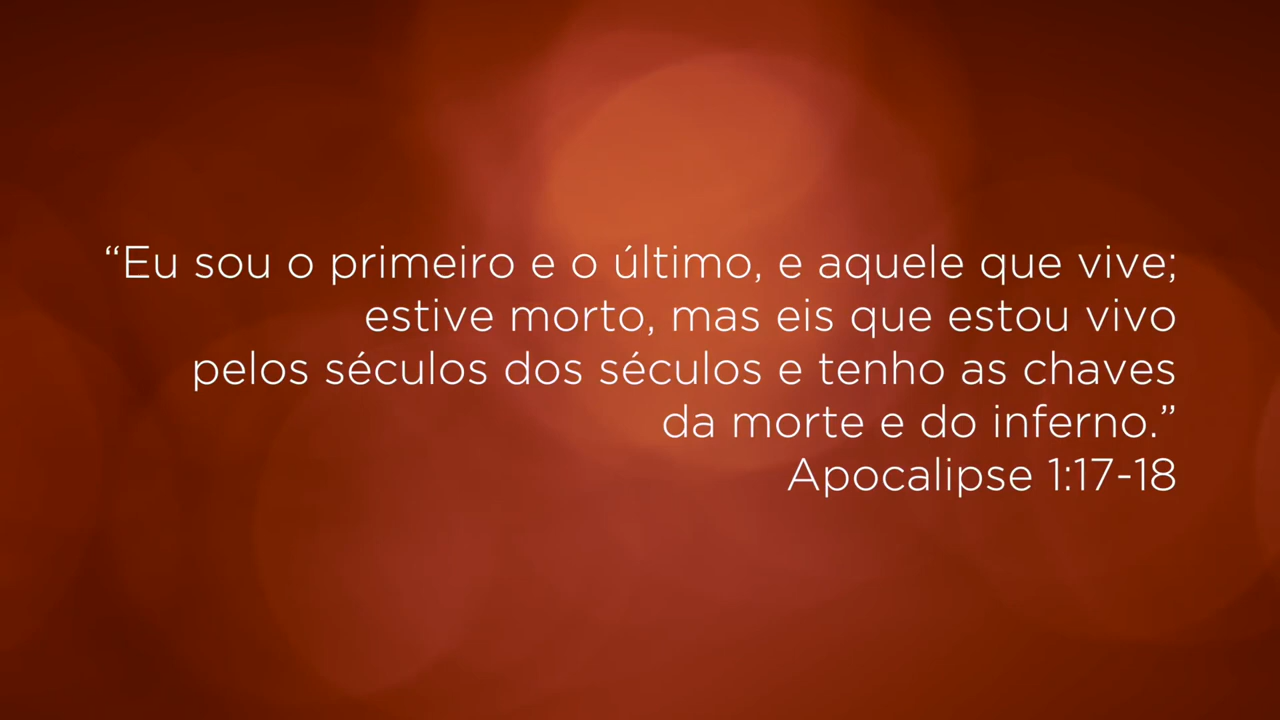 “Eu sou o primeiro e o último, e aquele que vive;
estive morto, mas eis que estou vivo
pelos séculos dos séculos e tenho as chaves
da morte e do inferno.”
Apocalipse 1:17-18